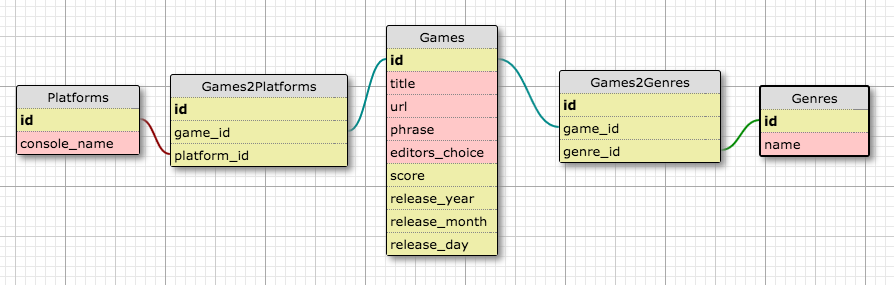 Platforms
id
console_name
Games2Platforms
id
game_id
platform_id
Games
id
title
url
phrase
editors_choice
score
release_year
release_month
release_day
Games2Genres
id
game_id
genre_id
Genres
id
name